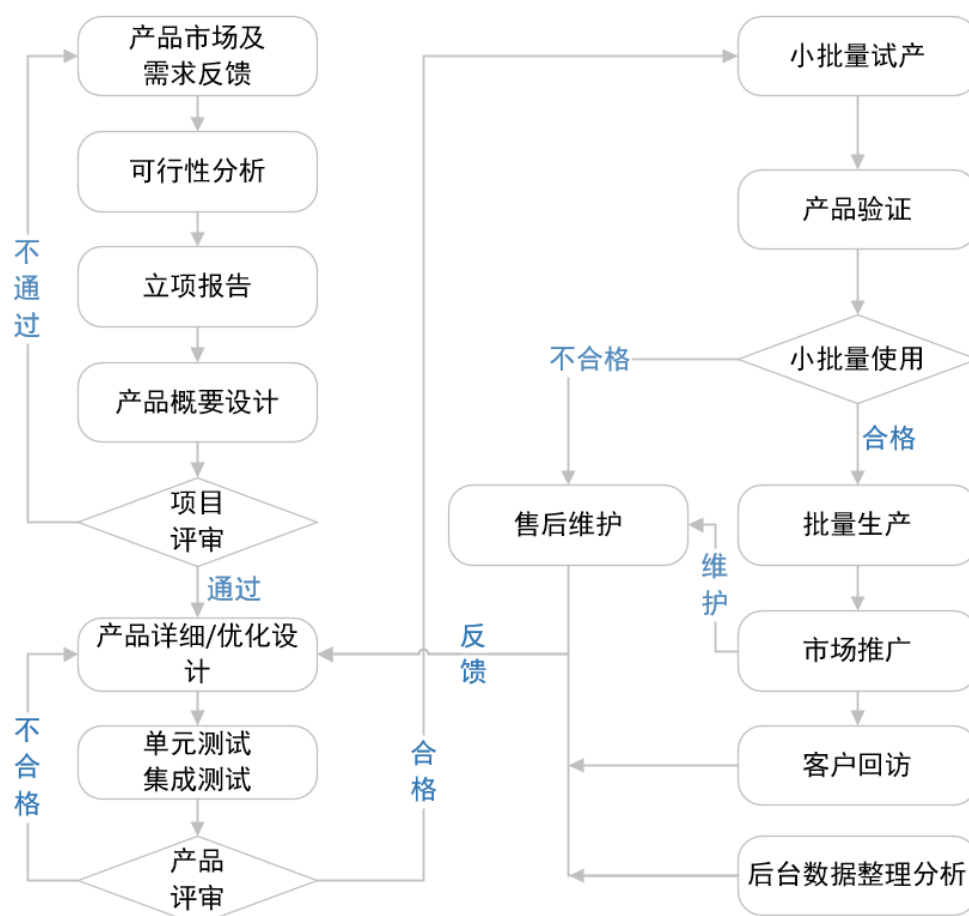 产品市场及
需求反馈
可行性分析
立项报告
产品概要设计
项目
评审
不
通
过
通过
产品详细/优化设
计
单元测试
集成测试
产品
评审
不
合
格
合
格
小批量试产
产品验证
小批量使用
不合格
合格
售后维护
批量生产
维
护
市场推广
反
馈
客户回访
后台数据整理分析